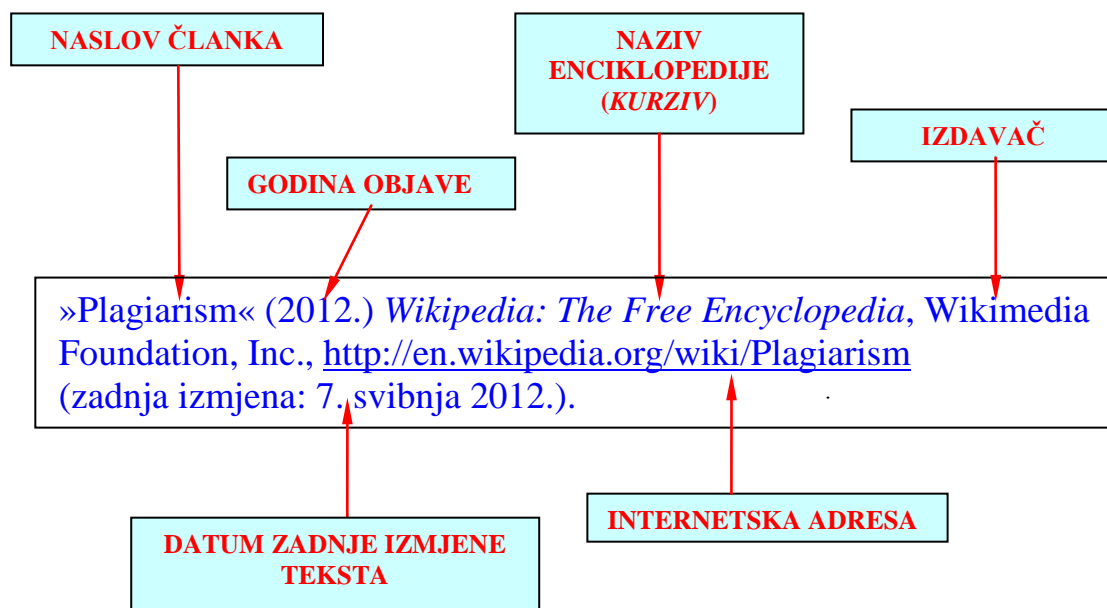 NASLOV ČLANKA
NAZIV
ENCIKLOPEDIJE
(KURZIV)
IZDAVAČ
GODINA OBJAVE
»Plagiarism« (2012.) Wikipedia: The Free Encyclopedia, Wikimedia
Foundation, Inc., http://en.wikipedia.org/wiki/Plagiarism
(zadnja izmjena: 7. svibnja 2012.).
INTERNETSKA ADRESA
DATUM ZADNJE IZMJENE
TEKSTA